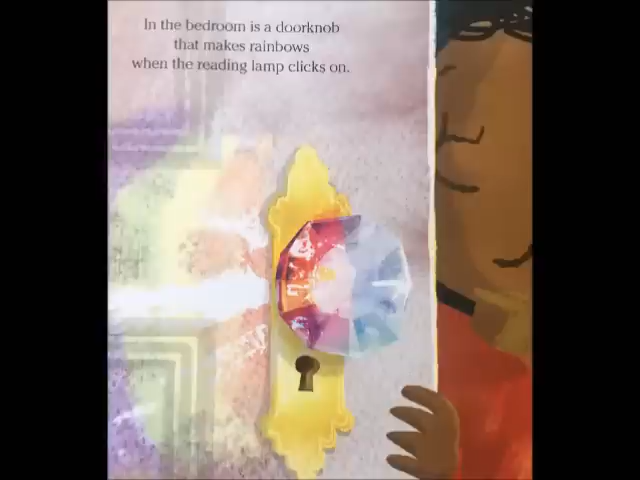 In the bedroom is a doorknob
that makes rainbows
when the reading lamp clicks on.